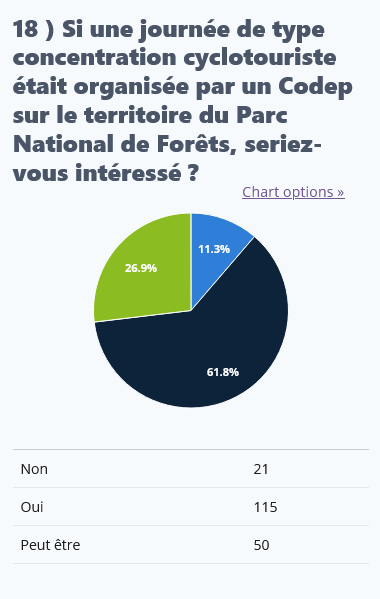 18 ) Si une journée de type
concentration cyclotouriste
était organisée par un Codep
sur le territoire du Parc
National de Forêts, seriez-
vous intéressé ?
Chart options »
11.3%
26.9%
61.8%
Non 21
Oui 115
Peut être 50